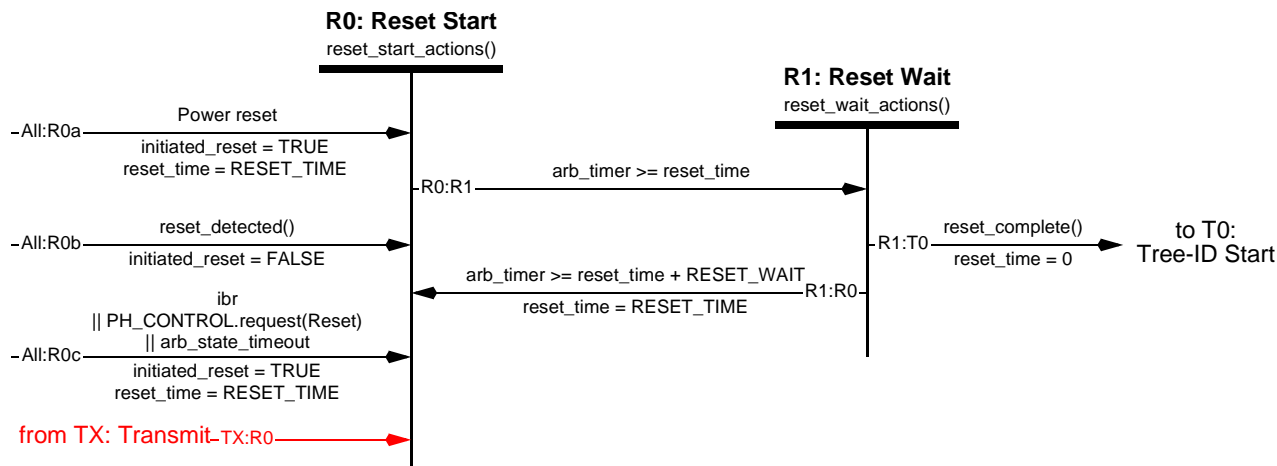 R0: Reset Start
reset_start_actions()
R1: Reset Wait
reset_wait_actions()
Power reset
All:R0a
initiated_reset = TRUE
reset_time = RESET_TIME
R0:R1
arb_timer >= reset_time
reset_detected()
All:R0b
initiated_reset = FALSE
R1:T0
reset_complete()
reset_time = 0
to T0:
Tree-ID Start
arb_timer >= reset_time + RESET_WAIT
R1:R0
reset_time = RESET_TIME
ibr
|| PH_CONTROL.request(Reset)
|| arb_state_timeout
All:R0c
initiated_reset = TRUE
reset_time = RESET_TIME
from TX: Transmit
TX:R0